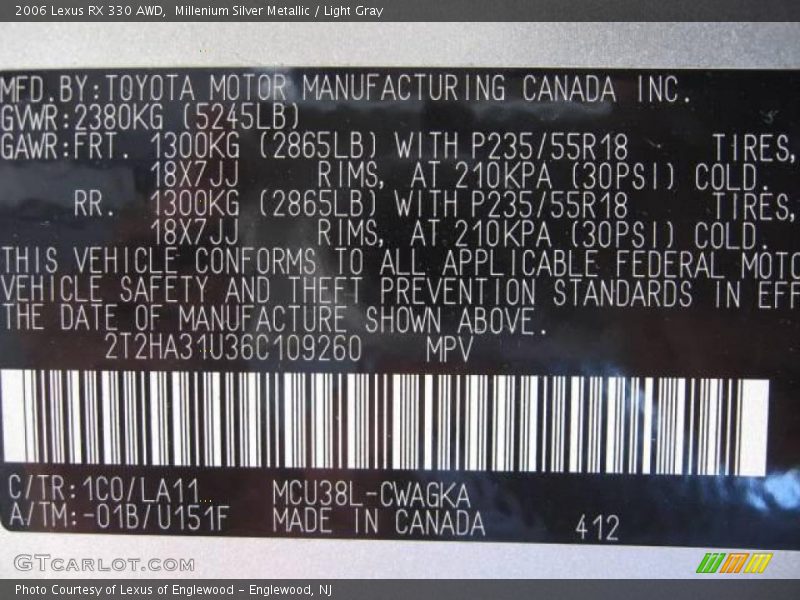 2006 Lexus RX 330 AWD,  Millenium Silver Metallic / Light Gray
MFD.BY:TOYOTA MOTOR MANUFACTURING CANADA INC.
GVWR:2380KG (5245LB)
GAWR:FRT. 1300KG (2865LB) WITH P235/55R18 TIRES,
18X7JJ RIMS, AT 210KPA (30PSI) COLD.
RR. 1300KG (2865LB) WITH P235/55R18 TIRES,
18X7JJ RIMS, AT 210KPA (30PSI) COLD.
THIS VEHICLE CONFORMS TO ALL APPLICABLE FEDERAL MOTO
VEHICLE SAFETY AND THEFT PREVENTION STANDARDS IN EFF
THE DATE OF MANUFACTURE SHOWN ABOVE.
2T2HA31U36C109260 MPV
C/TR:1C0/LA11 MCU38L-CWAGKA
A/TM:-01B/U151F MADE IN CANADA 412
GTCARLOT.COM
Photo Courtesy of Lexus of Englewood - Englewood, NJ